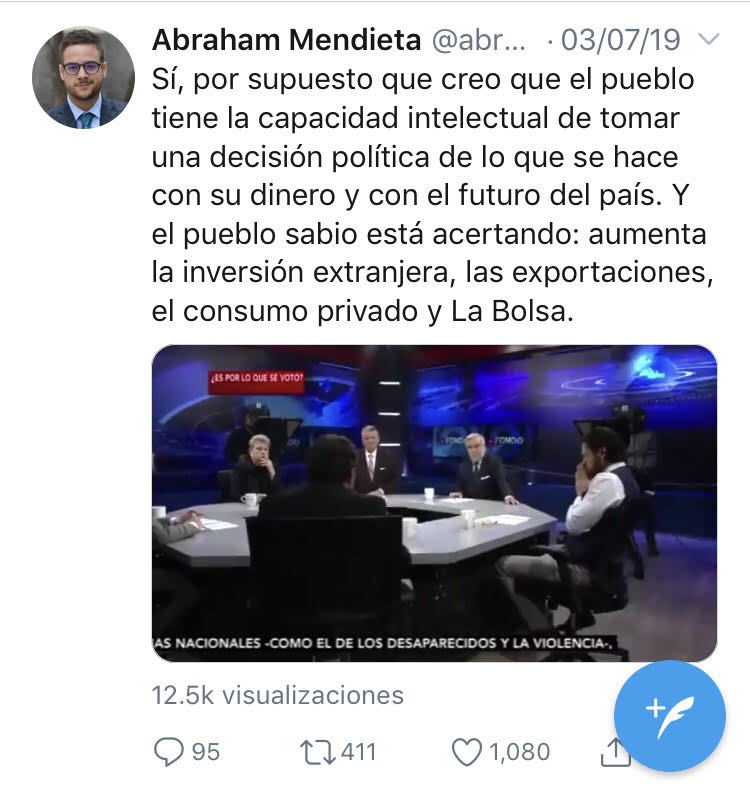 Abraham Mendieta @abr... · 03/07/19
Sí, por supuesto que creo que el pueblo
tiene la capacidad intelectual de tomar
una decisión política de lo que se hace
con su dinero y con el futuro del país. Y
el pueblo sabio está acertando: aumenta
la inversión extranjera, las exportaciones,
el consumo privado y La Bolsa.
¿ES POR LO QUE SE VOTÓ?
FONDO
AS NACIONALES -COMO EL DE LOS DESAPARECIDOS Y LA VIOLENCIA-,
12.5k visualizaciones
95 411 1,080